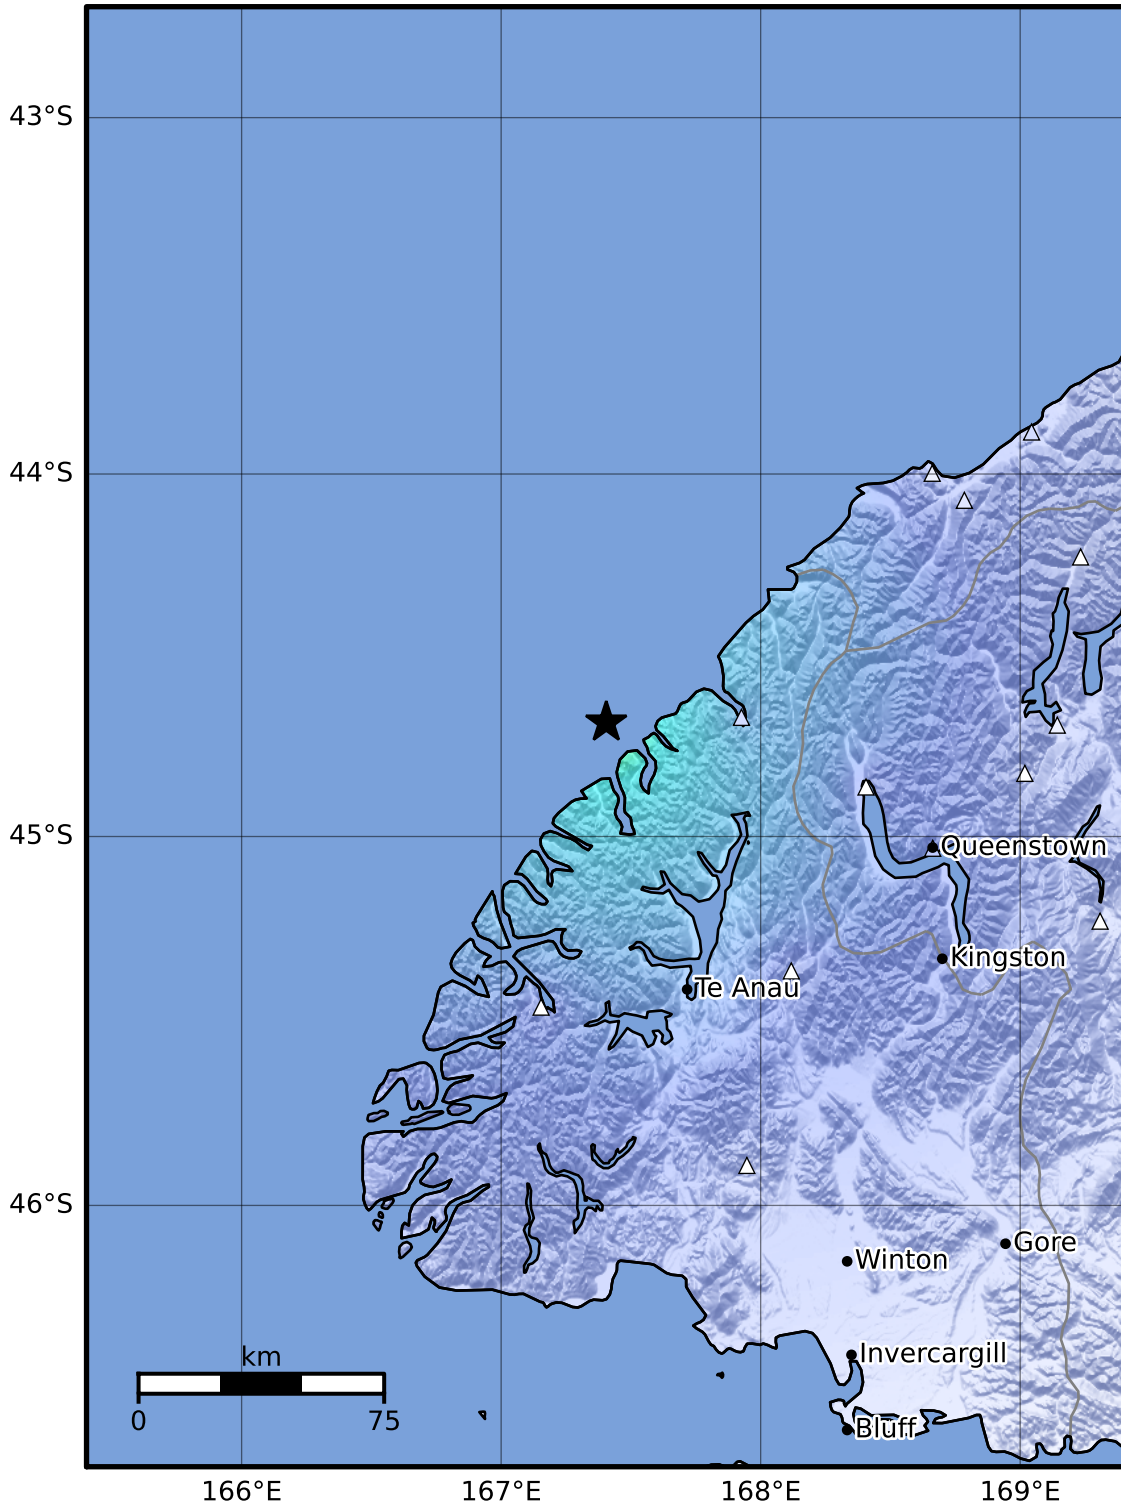 43°S
44°S
45°S
Queenstown
Kingston
Te Anau
46°S
Gore
Winton
Invercargill
km
0 75
Bluff
166°E 167°E 168°E 169°E